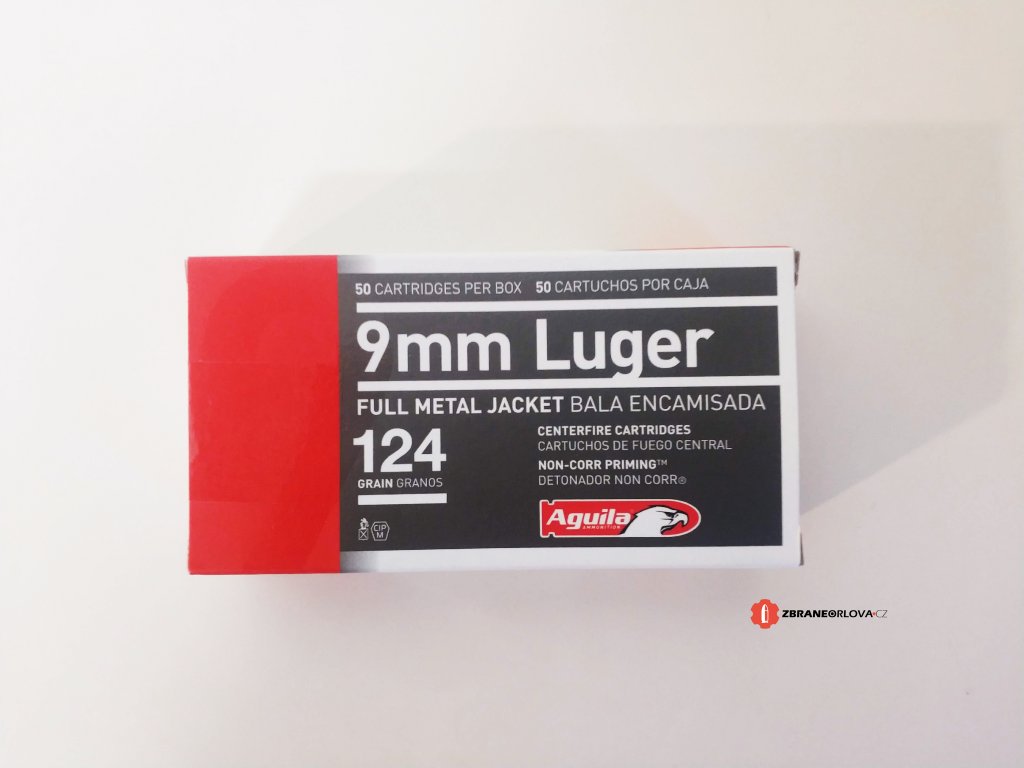 50 CARTRIDGES PER BOX 50 CARTUCHOS POR CAJA
9mm Luger
FULL METAL JACKET BALA ENCAMISADA
124
GRAIN GRANOS
CENTERFIRE CARTRIDGES
CARTUCHOS DE FUEGO CENTRAL
NON-CORR PRIMING™
DETONADOR NON CORR®
CIP
M
Aguila
AMMUNITION
ZBRANEORLOVA.CZ